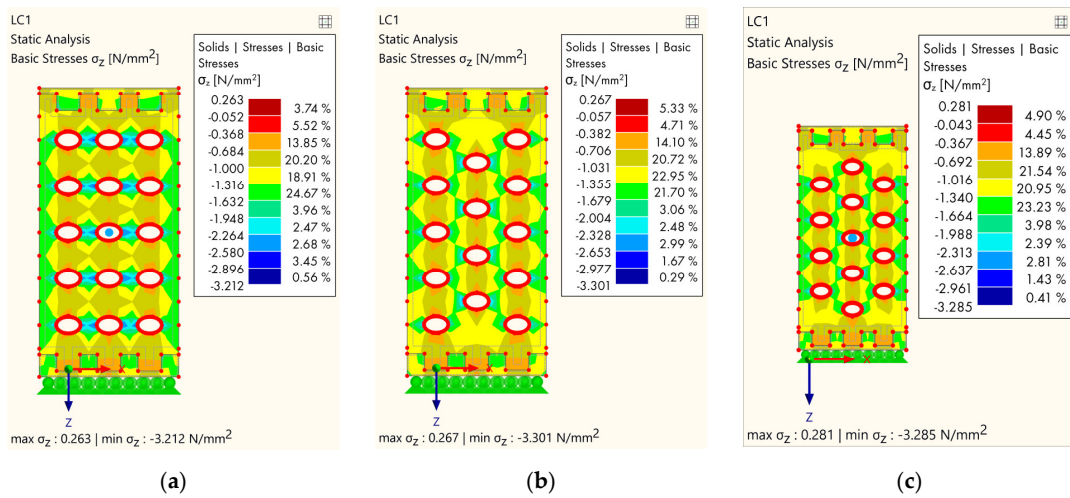 LC1
Static Analysis
Basic Stresses σz [N/mm²]
Solids | Stresses | Basic
Stresses
σz [N/mm²]
0.263
3.74 %
-0.052
5.52 %
-0.368
13.85 %
-0.684
20.20 %
-1.000
18.91 %
-1.316
24.67 %
-1.632
3.96 %
-1.948
2.47 %
-2.264
2.68 %
-2.580
3.45 %
-2.896
0.56 %
-3.212
X
Z
max σz : 0.263 | min σz : -3.212 N/mm²
(a)
LC1
Static Analysis
Basic Stresses σz [N/mm²]
Solids | Stresses | Basic
Stresses
σz [N/mm²]
0.267
5.33 %
-0.057
4.71 %
-0.382
14.10 %
-0.706
20.72 %
-1.031
22.95 %
-1.355
21.70 %
-1.679
3.06 %
-2.004
2.48 %
-2.328
2.99 %
-2.653
1.67 %
-2.977
0.29 %
-3.301
X
Z
max σz : 0.267 | min σz : -3.301 N/mm²
(b)
LC1
Static Analysis
Basic Stresses σz [N/mm²]
Solids | Stresses | Basic
Stresses
σz [N/mm²]
0.281
4.90 %
-0.043
4.45 %
-0.367
13.89 %
-0.692
21.54 %
-1.016
20.95 %
-1.340
23.23 %
-1.664
3.98 %
-1.988
2.39 %
-2.313
2.81 %
-2.637
1.43 %
-2.961
0.41 %
-3.285
X
Z
max σz : 0.281 | min σz : -3.285 N/mm²
(c)